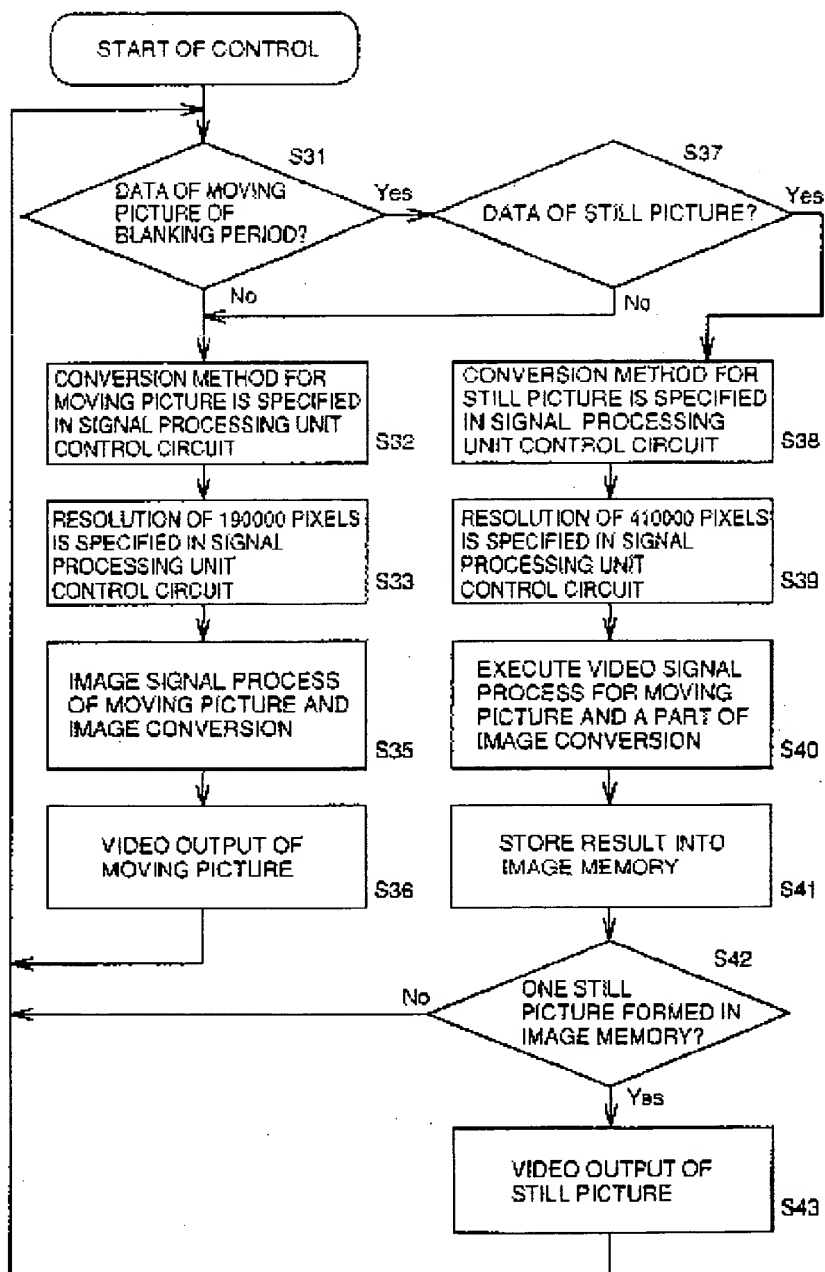 START OF CONTROL
S31
DATA OF MOVING
PICTURE OF
BLANKING PERIOD?
Yes
No
S37
DATA OF STILL PICTURE?
Yes
No
CONVERSION METHOD FOR
MOVING PICTURE IS SPECIFIED
IN SIGNAL PROCESSING UNIT
CONTROL CIRCUIT
S32
CONVERSION METHOD FOR
STILL PICTURE IS SPECIFIED
IN SIGNAL PROCESSING
UNIT CONTROL CIRCUIT
S38
RESOLUTION OF 190000 PIXELS
IS SPECIFIED IN SIGNAL
PROCESSING UNIT
CONTROL CIRCUIT
S33
RESOLUTION OF 410000 PIXELS
IS SPECIFIED IN SIGNAL
PROCESSING UNIT
CONTROL CIRCUIT
S39
IMAGE SIGNAL PROCESS
OF MOVING PICTURE AND
IMAGE CONVERSION
S35
EXECUTE VIDEO SIGNAL
PROCESS FOR MOVING
PICTURE AND A PART OF
IMAGE CONVERSION
S40
VIDEO OUTPUT OF
MOVING PICTURE
S36
STORE RESULT INTO
IMAGE MEMORY
S41
S42
ONE STILL
PICTURE FORMED IN
IMAGE MEMORY?
No
Yes
VIDEO OUTPUT OF
STILL PICTURE
S43